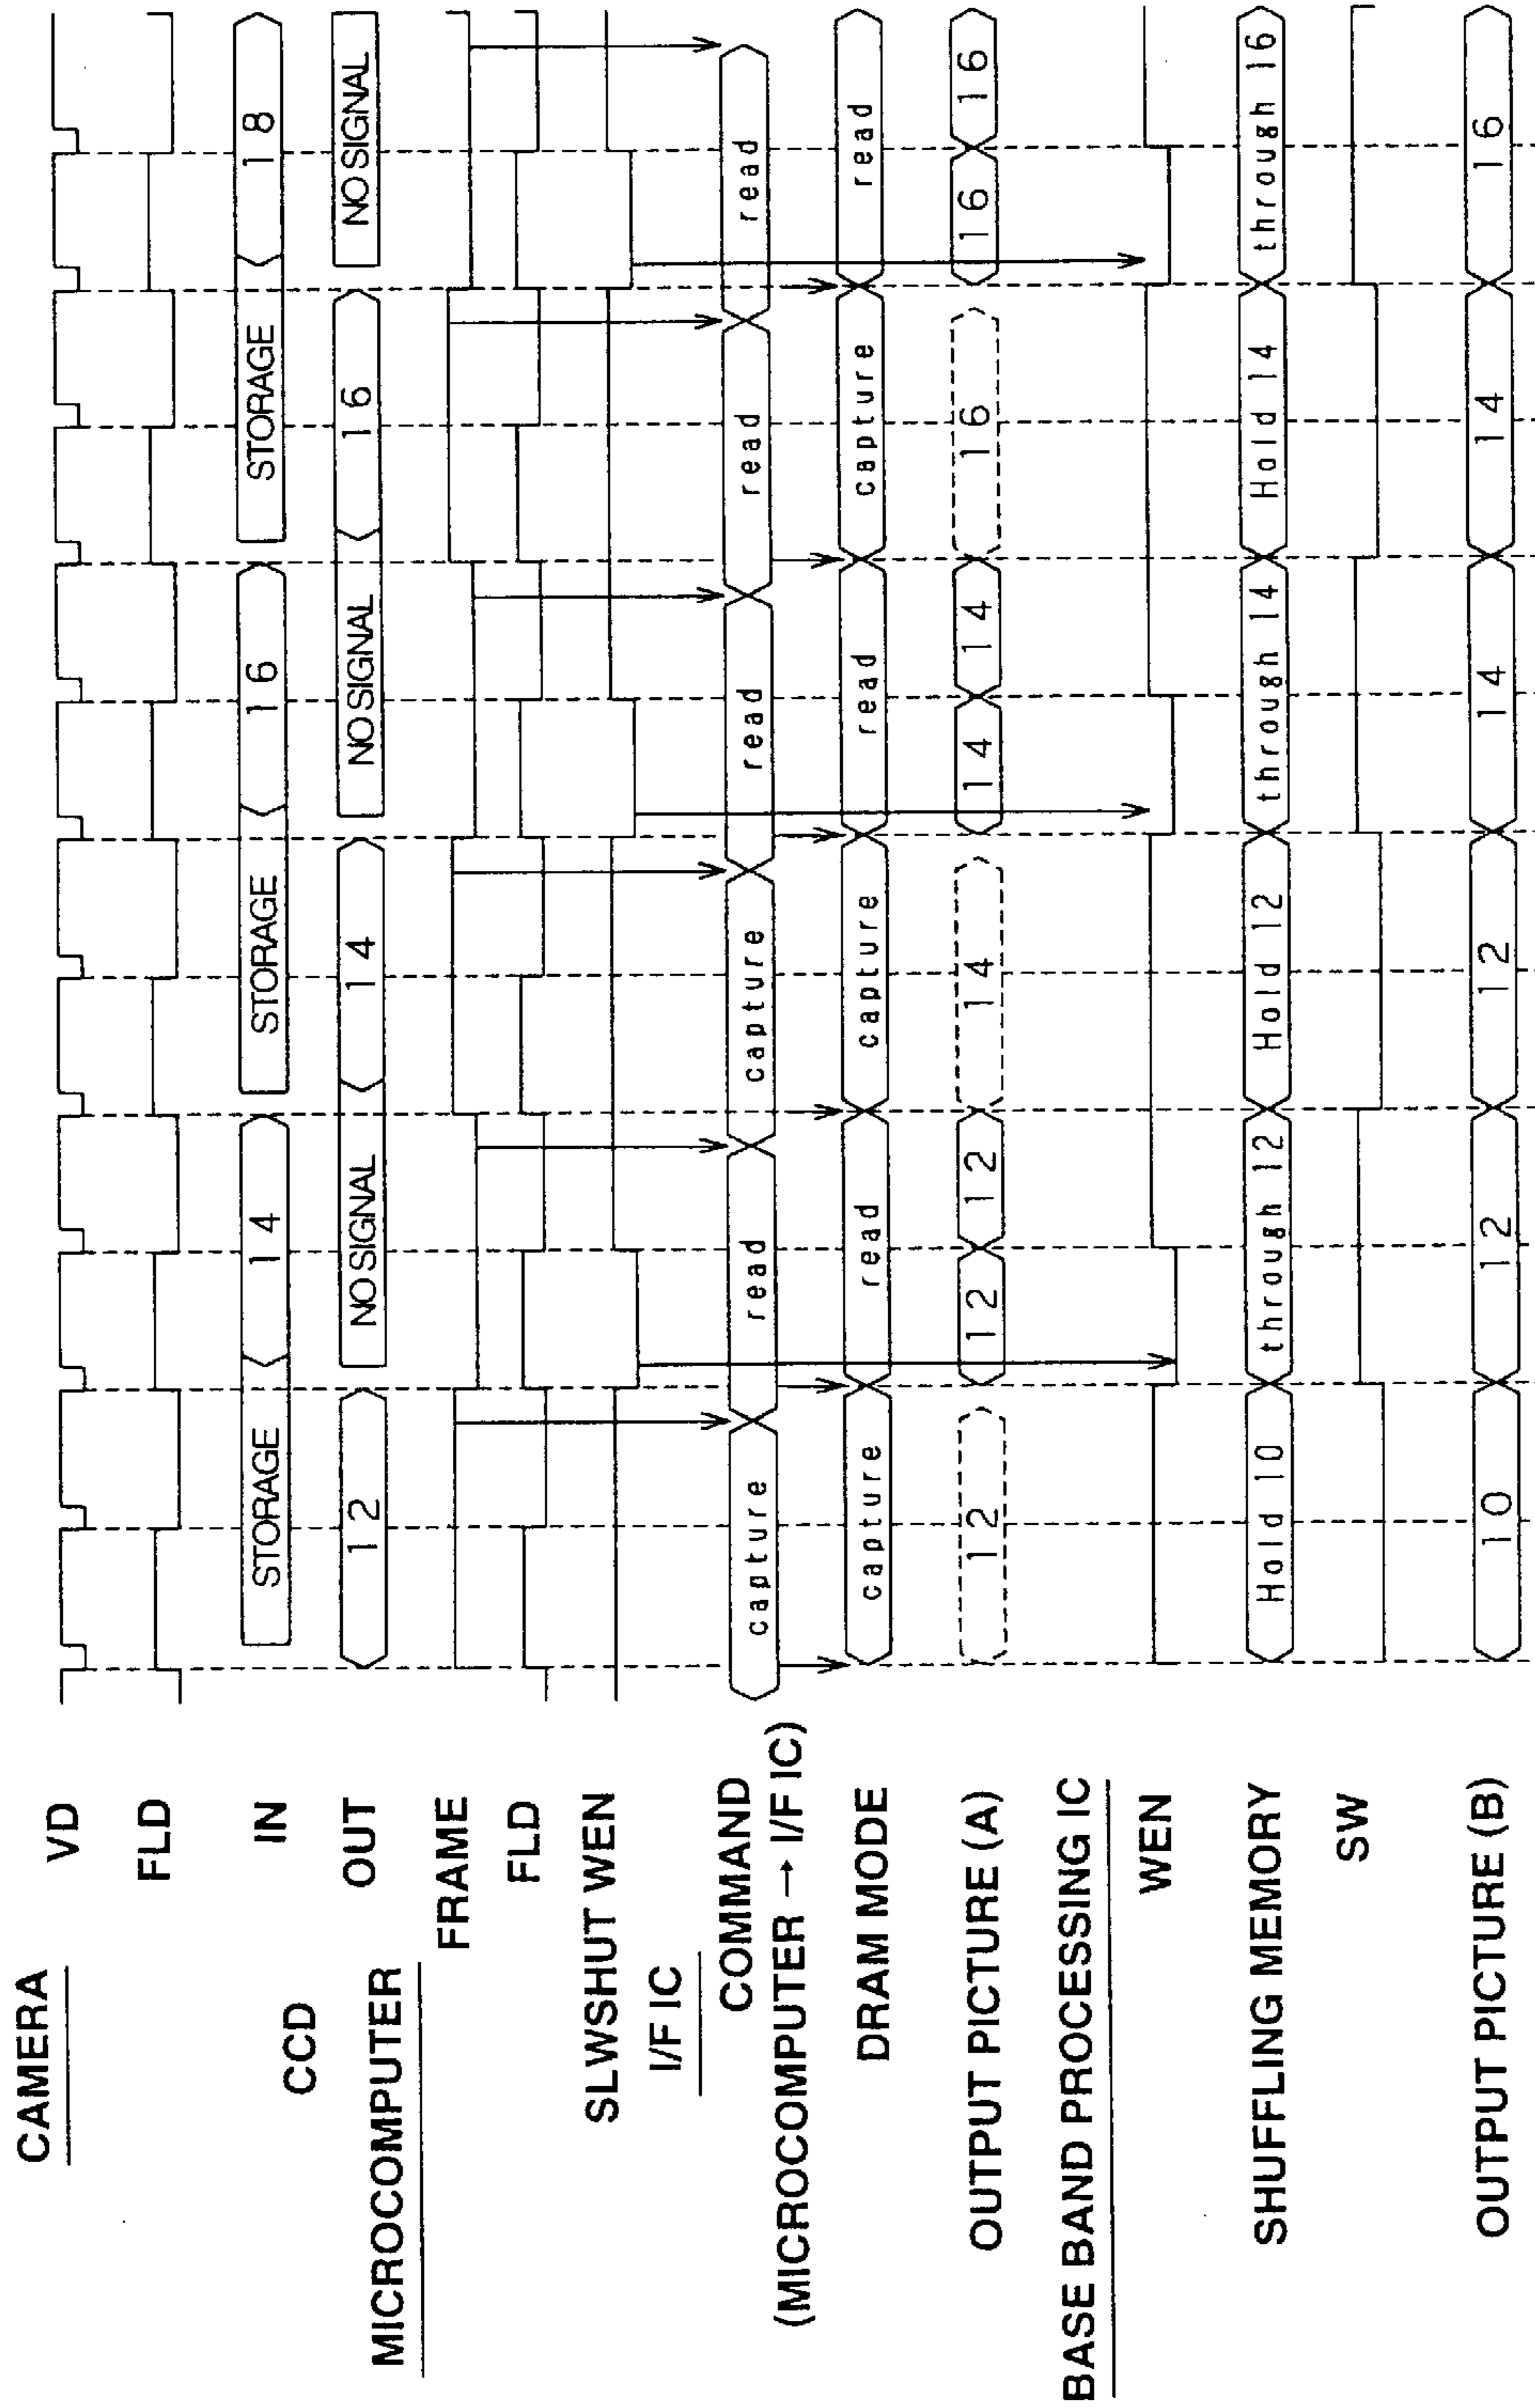 CAMERA
VD
FLD
CCD
IN STORAGE 14 STORAGE 16 STORAGE 18
OUT 12 NO SIGNAL 14 NO SIGNAL 16 NO SIGNAL
MICROCOMPUTER
FRAME
FLD
SLWSHUT WEN
I/F IC
COMMAND
(MICROCOMPUTER → I/F IC)
capture read capture read read read
DRAM MODE capture read capture read capture read
OUTPUT PICTURE (A) 12 12 12 14 14 14 16 16 16
BASE BAND PROCESSING IC
WEN
SHUFFLING MEMORY Hold 10 through 12 Hold 12 through 14 Hold 14 through 16
SW
OUTPUT PICTURE (B) 10 12 12 14 14 16